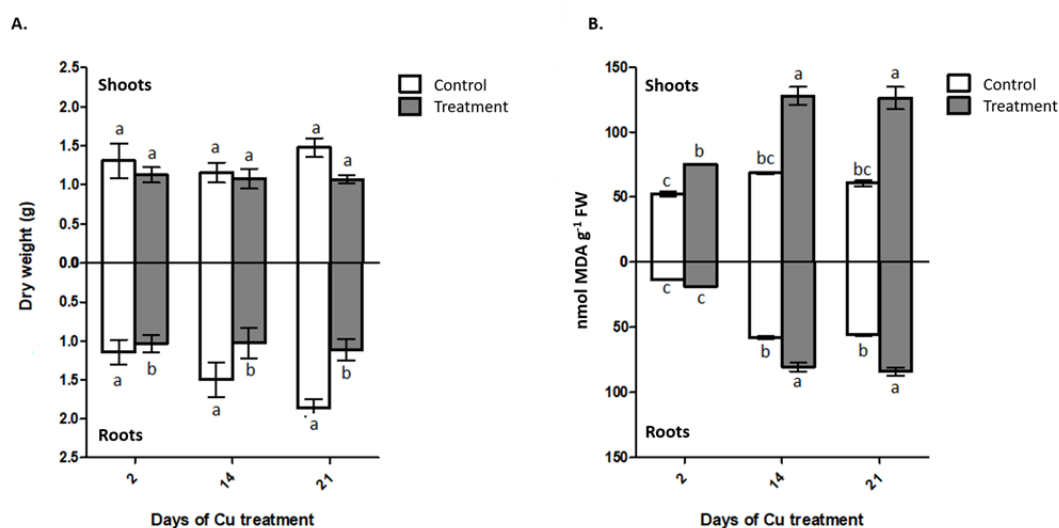 A.
Dry weight (g)
2.5
2.0
1.5
1.0
0.5
0.0
0.5
1.0
1.5
2.0
2.5
Shoots
Roots
a
a
a
a
a
a
a
b
a
b
a
b
2
14
21
Days of Cu treatment
Control
Treatment
B.
nmol MDA g⁻¹ FW
150
100
50
0
50
100
150
Shoots
Roots
c
b
bc
a
bc
a
c
c
b
a
b
a
2
14
21
Days of Cu treatment
Control
Treatment